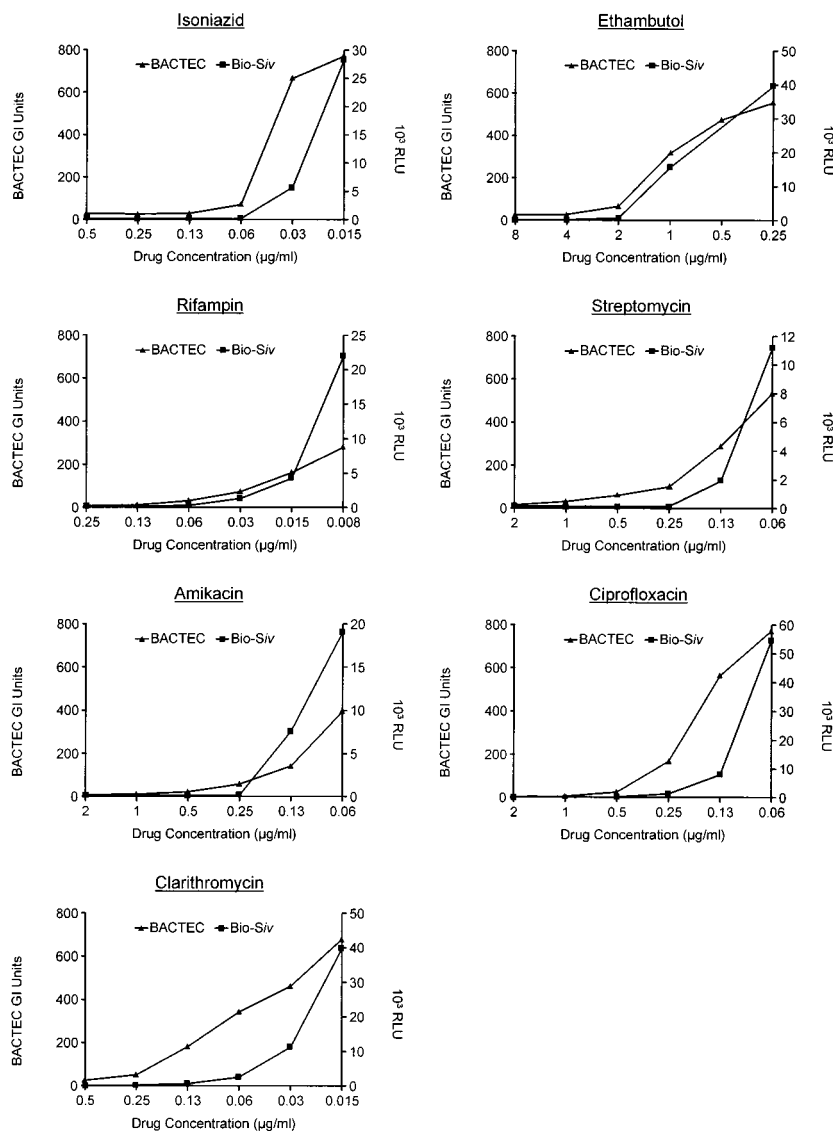 Isoniazid
BACTEC Bio-Siv
BACTEC GI Units
800
600
400
200
0
30
25
20
15
10
5
0
10³ RLU
0.5 0.25 0.13 0.06 0.03 0.015
Drug Concentration (µg/ml)
Ethambutol
BACTEC Bio-Siv
BACTEC GI Units
800
600
400
200
0
50
40
30
20
10
0
10³ RLU
8 4 2 1 0.5 0.25
Drug Concentration (µg/ml)
Rifampin
BACTEC Bio-Siv
BACTEC GI Units
800
600
400
200
0
25
20
15
10
5
0
10³ RLU
0.25 0.13 0.06 0.03 0.015 0.008
Drug Concentration (µg/ml)
Streptomycin
BACTEC Bio-Siv
BACTEC GI Units
800
600
400
200
0
12
10
8
6
4
2
0
10³ RLU
2 1 0.5 0.25 0.13 0.06
Drug Concentration (µg/ml)
Amikacin
BACTEC Bio-Siv
BACTEC GI Units
800
600
400
200
0
20
15
10
5
0
10³ RLU
2 1 0.5 0.25 0.13 0.06
Drug Concentration (µg/ml)
Ciprofloxacin
BACTEC Bio-Siv
BACTEC GI Units
800
600
400
200
0
60
50
40
30
20
10
0
10³ RLU
2 1 0.5 0.25 0.13 0.06
Drug Concentration (µg/ml)
Clarithromycin
BACTEC Bio-Siv
BACTEC GI Units
800
600
400
200
0
50
40
30
20
10
0
10³ RLU
0.5 0.25 0.13 0.06 0.03 0.015
Drug Concentration (µg/ml)